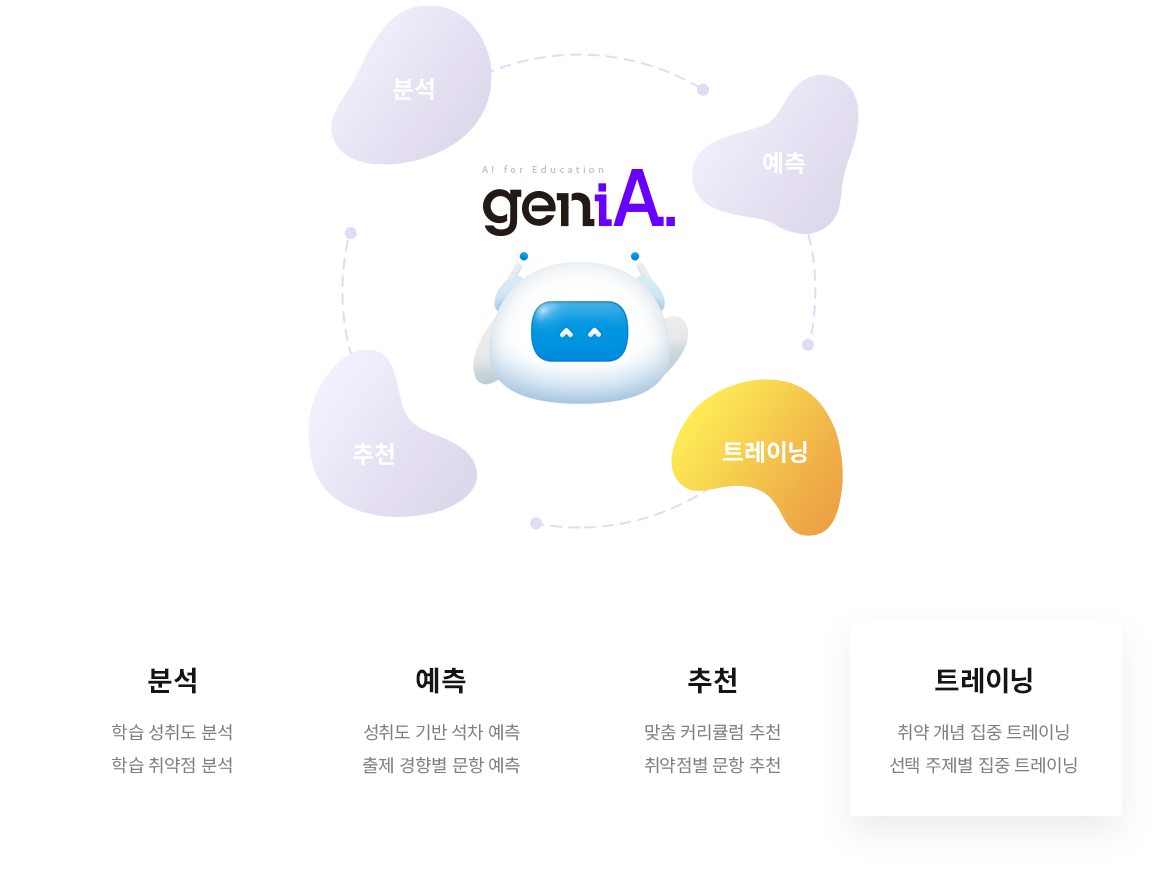 분석
예측
AI for Education
geniA.
추천
트레이닝
분석
학습 성취도 분석
학습 취약점 분석
예측
성취도 기반 석차 예측
출제 경향별 문항 예측
추천
맞춤 커리큘럼 추천
취약점별 문항 추천
트레이닝
취약 개념 집중 트레이닝
선택 주제별 집중 트레이닝